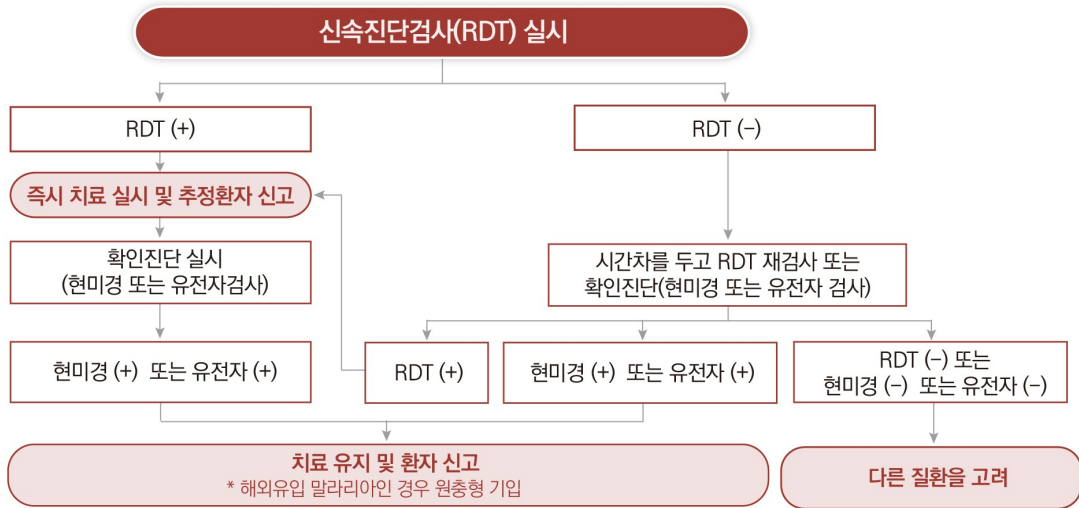 신속진단검사(RDT) 실시
RDT (+)
RDT (−)
즉시 치료 실시 및 추정환자 신고
확인진단 실시
(현미경 또는 유전자검사)
시간차를 두고 RDT 재검사 또는
확인진단(현미경 또는 유전자 검사)
현미경 (+) 또는 유전자 (+)
RDT (+)
현미경 (+) 또는 유전자 (+)
RDT (−) 또는
현미경 (−) 또는 유전자 (−)
치료 유지 및 환자 신고
* 해외유입 말라리아인 경우 원충형 기입
다른 질환을 고려